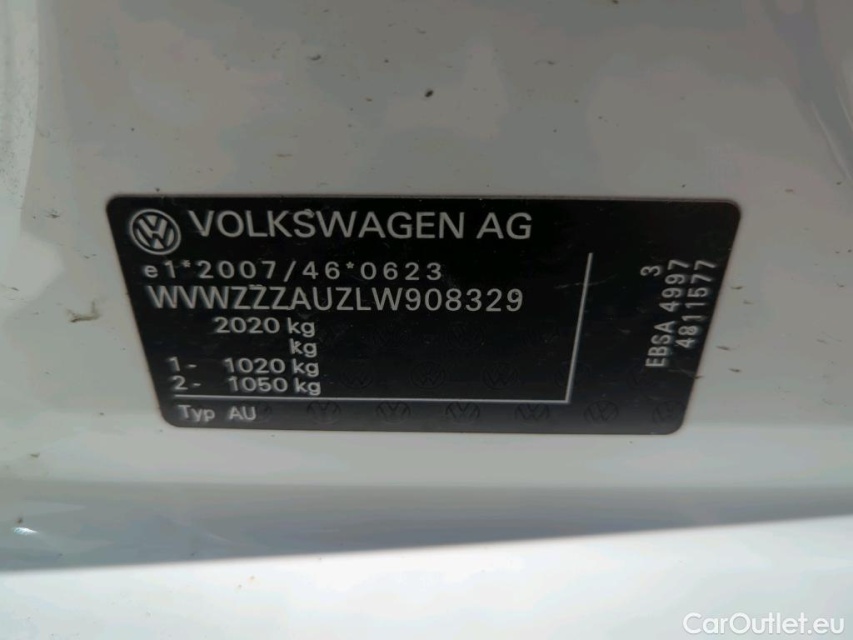 VOLKSWAGEN AG
e1*2007/46*0623
WVWZZZAUZLW908329
2020 kg
kg
1- 1020 kg
2- 1050 kg
Typ AU
3
EBSA 4997
4811577
CarOutlet.eu